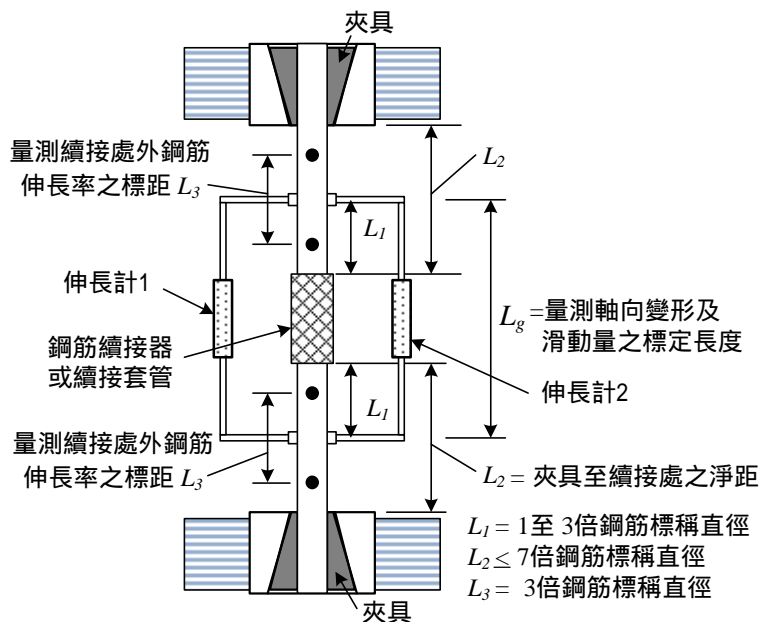 夾具
量測續接處外鋼筋
伸長率之標距 L3
L2
L1
伸長計1
Lg =量測軸向變形及
滑動量之標定長度
鋼筋續接器
或續接套管
伸長計2
L1
量測續接處外鋼筋
伸長率之標距 L3
L2 = 夾具至續接處之淨距
L1 = 1至 3倍鋼筋標稱直徑
L2 ≤ 7倍鋼筋標稱直徑
L3 = 3倍鋼筋標稱直徑
夾具